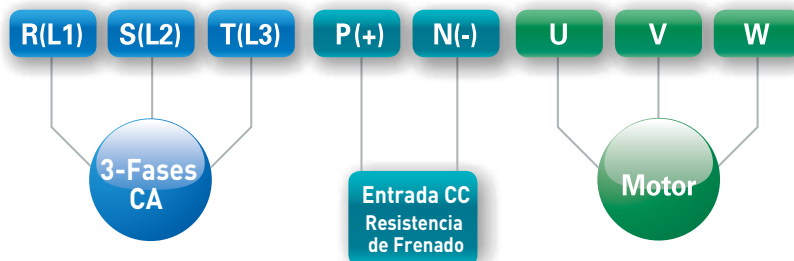 R(L1) S(L2) T(L3) P(+) N(-) U V W
3-Fases
CA
Entrada CC
Resistencia
de Frenado
Motor